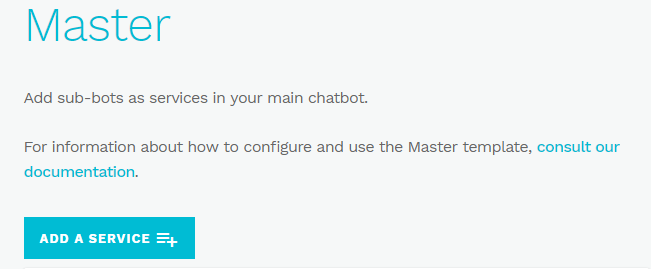 Master
Add sub-bots as services in your main chatbot.
For information about how to configure and use the Master template, consult our
documentation.
ADD A SERVICE